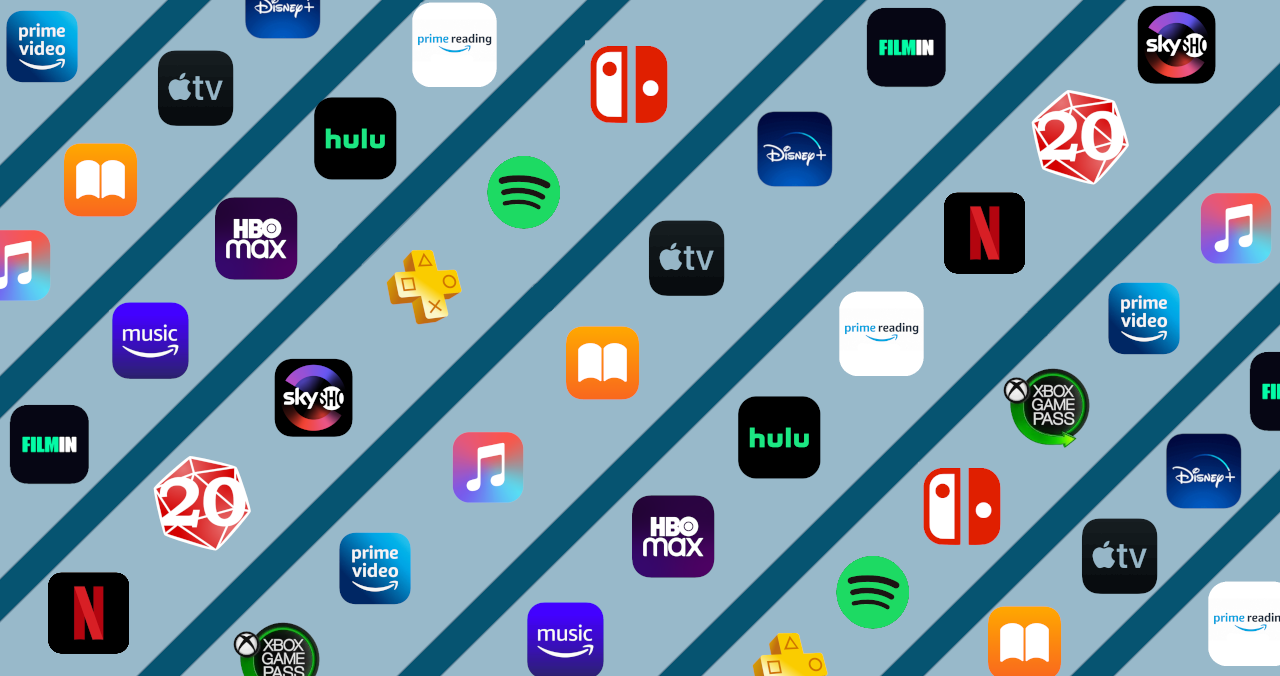 prime
video
DISNEY+
tv
prime reading
hulu
HBO
max
music
FILMIN
20
sky SHO
N
XBOX
GAME
PASS
prime
video
music
DISNEY+
tv
prime reading
hulu
HBO
max
FILMIN
sky SHO
20
N
prime
video
XBOX
GAME
PASS
FI
DISNEY+
tv
prime readin